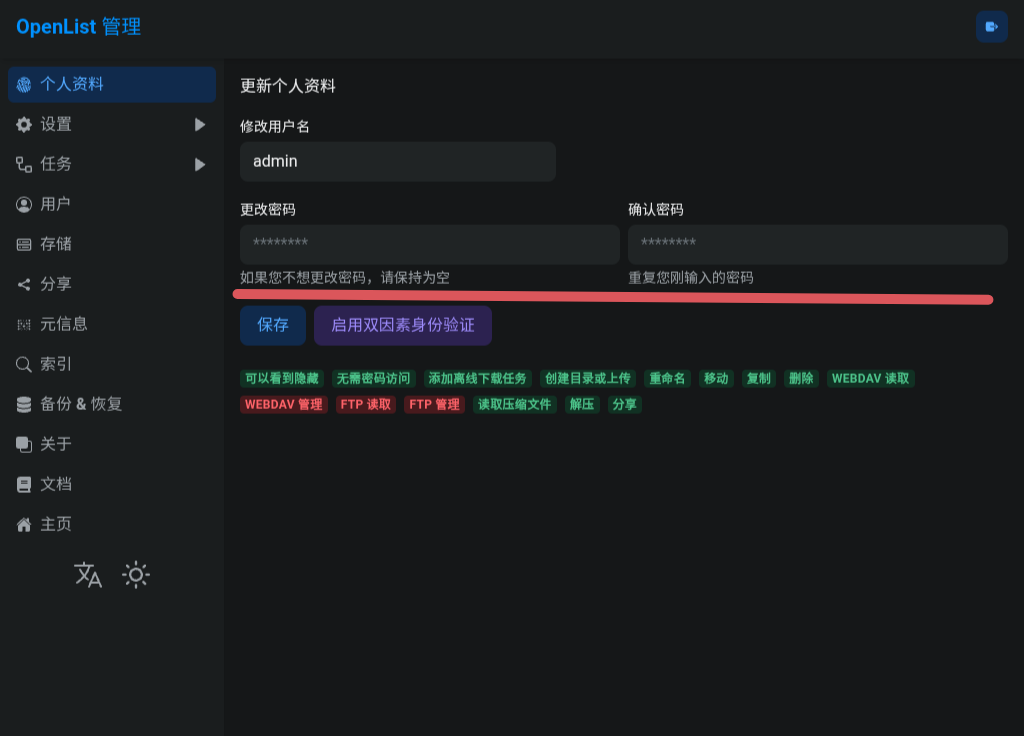 OpenList 管理
个人资料
设置
任务
用户
存储
分享
元信息
索引
备份 & 恢复
关于
文档
主页
更新个人资料
修改用户名
admin
更改密码
********
如果您不想更改密码，请保持为空
确认密码
********
重复您刚输入的密码
保存 启用双因素身份验证
可以看到隐藏 无需密码访问 添加离线下载任务 创建目录或上传 重命名 移动 复制 删除 WEBDAV 读取
WEBDAV 管理 FTP 读取 FTP 管理 读取压缩文件 解压 分享